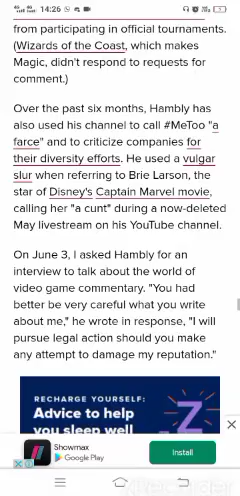 14:26
from participating in official tournaments.
(Wizards of the Coast, which makes
Magic, didn't respond to requests for
comment.)
Over the past six months, Hambly has
also used his channel to call #MeToo "a
farce" and to criticize companies for
their diversity efforts. He used a vulgar
slur when referring to Brie Larson, the
star of Disney's Captain Marvel movie,
calling her "a cunt" during a now-deleted
May livestream on his YouTube channel.
On June 3, I asked Hambly for an
interview to talk about the world of
video game commentary. "You had
better be very careful what you write
about me," he wrote in response, "I will
pursue legal action should you make
any attempt to damage my reputation."
RECHARGE YOURSELF:
Advice to help
you sleep well
Showmax
Google Play
Install